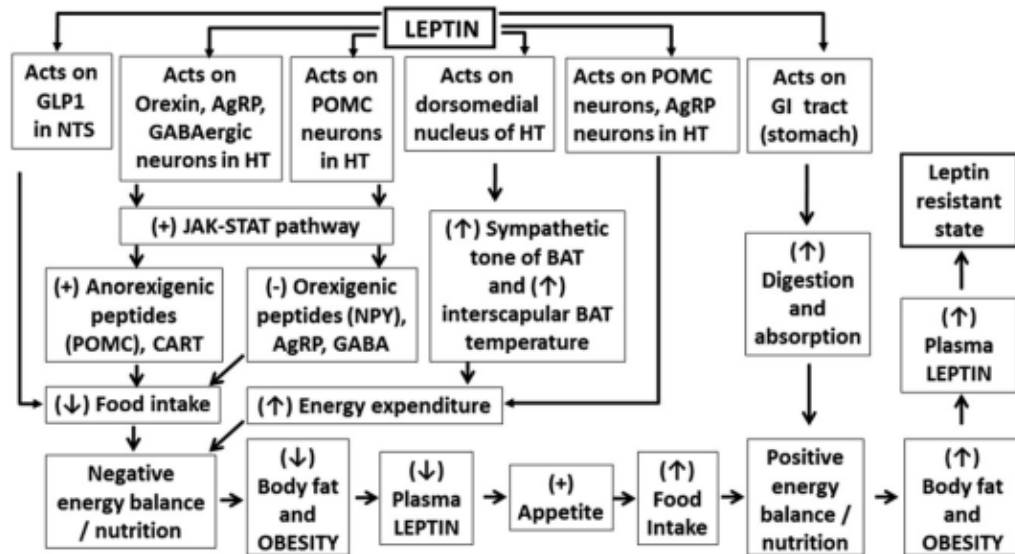 LEPTIN
Acts on
GLP1
in NTS
Acts on
Orexin, AgRP,
GABAergic
neurons in HT
Acts on
POMC
neurons
in HT
Acts on
dorsomedial
nucleus of HT
Acts on POMC
neurons, AgRP
neurons in HT
Acts on
GI tract
(stomach)
Leptin
resistant
state
(+) JAK-STAT pathway
(↑) Sympathetic
tone of BAT
and (↑)
interscapular BAT
temperature
(↑)
Digestion
and
absorption
(+) Anorexigenic
peptides
(POMC), CART
(-) Orexigenic
peptides (NPY),
AgRP, GABA
(↑)
Plasma
LEPTIN
(↓) Food intake
(↑) Energy expenditure
Negative
energy balance
/ nutrition
(↓)
Body fat
and
OBESITY
(↓)
Plasma
LEPTIN
(+)
Appetite
(↑)
Food
Intake
Positive
energy
balance /
nutrition
(↑)
Body fat
and
OBESITY